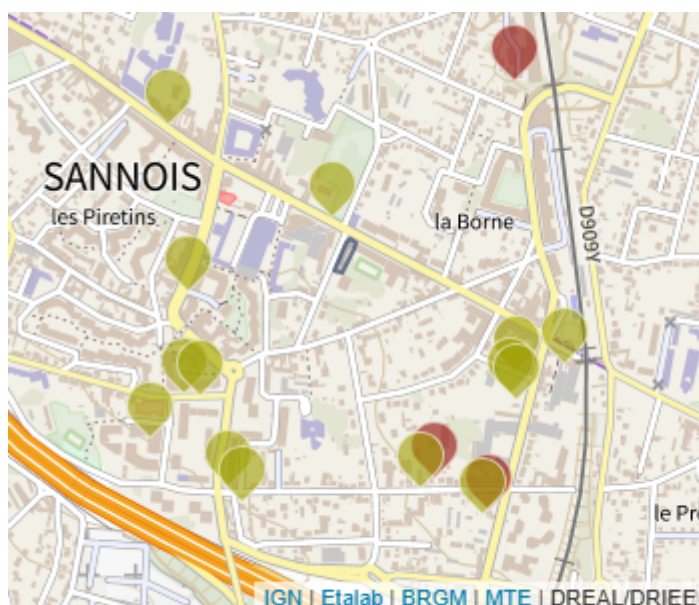 SANNOIS
les Piretins
la Borne
D909Y
le Pr
IGN | Etalab | BRGM | MTE | DREAL/DRIEE